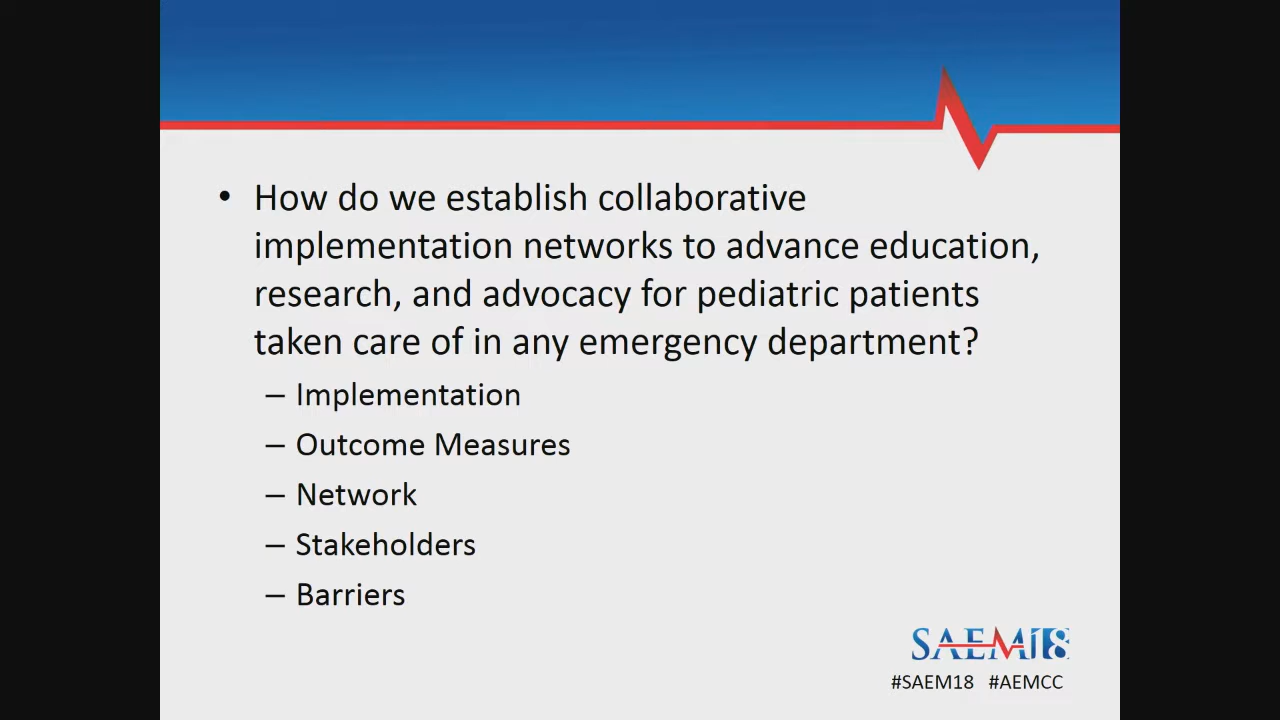 • How do we establish collaborative
implementation networks to advance education,
research, and advocacy for pediatric patients
taken care of in any emergency department?
– Implementation
– Outcome Measures
– Network
– Stakeholders
– Barriers
SAEM18
#SAEM18 #AEMCC